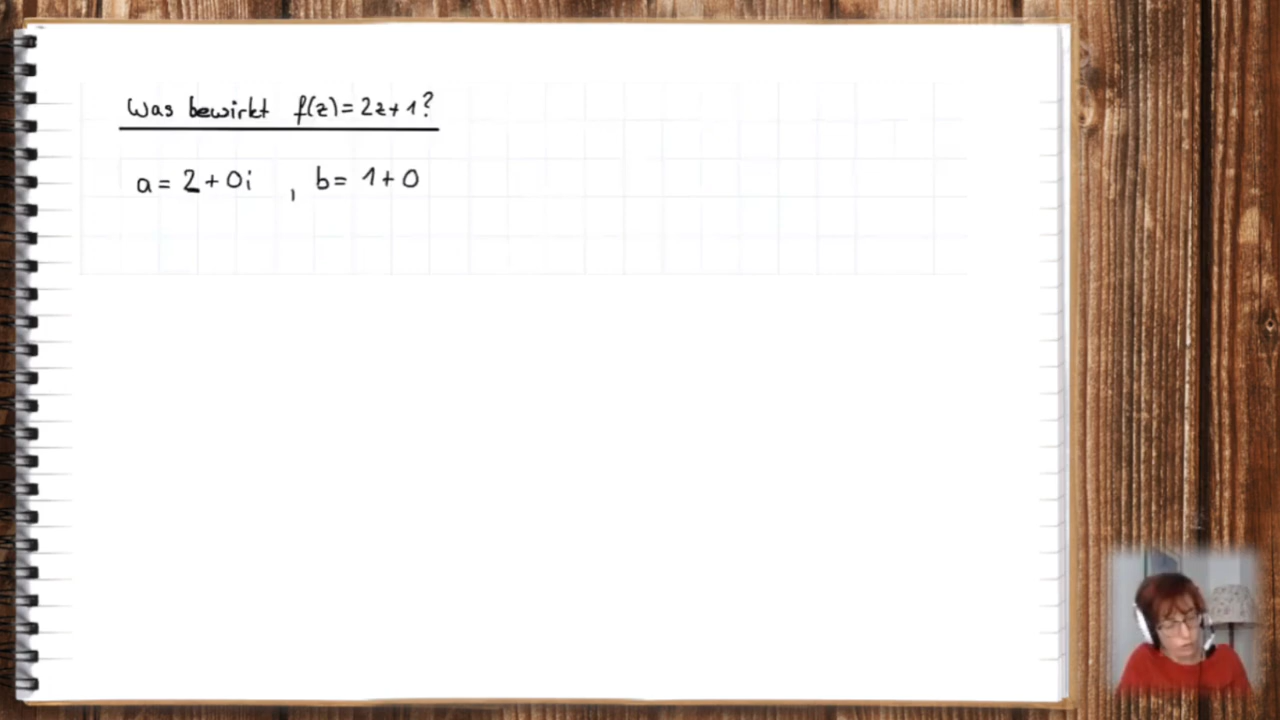 Was bewirkt f(z)=2z+1?
a = 2+0i , b= 1+0